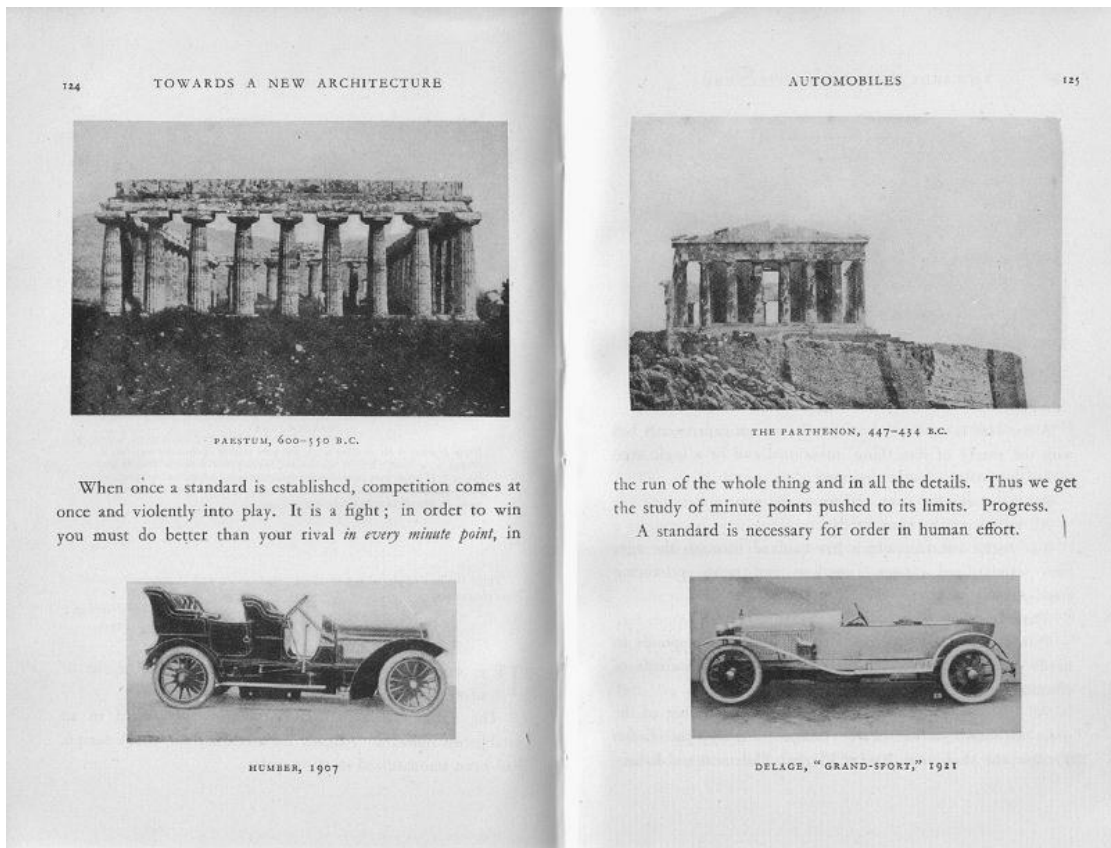 124 TOWARDS A NEW ARCHITECTURE
PAESTUM, 600-550 B.C.
When once a standard is established, competition comes at
once and violently into play. It is a fight; in order to win
you must do better than your rival in every minute point, in
HUMBER, 1907
AUTOMOBILES 125
THE PARTHENON, 447-434 B.C.
the run of the whole thing and in all the details. Thus we get
the study of minute points pushed to its limits. Progress.
A standard is necessary for order in human effort.
DELAGE, "GRAND-SPORT," 1921